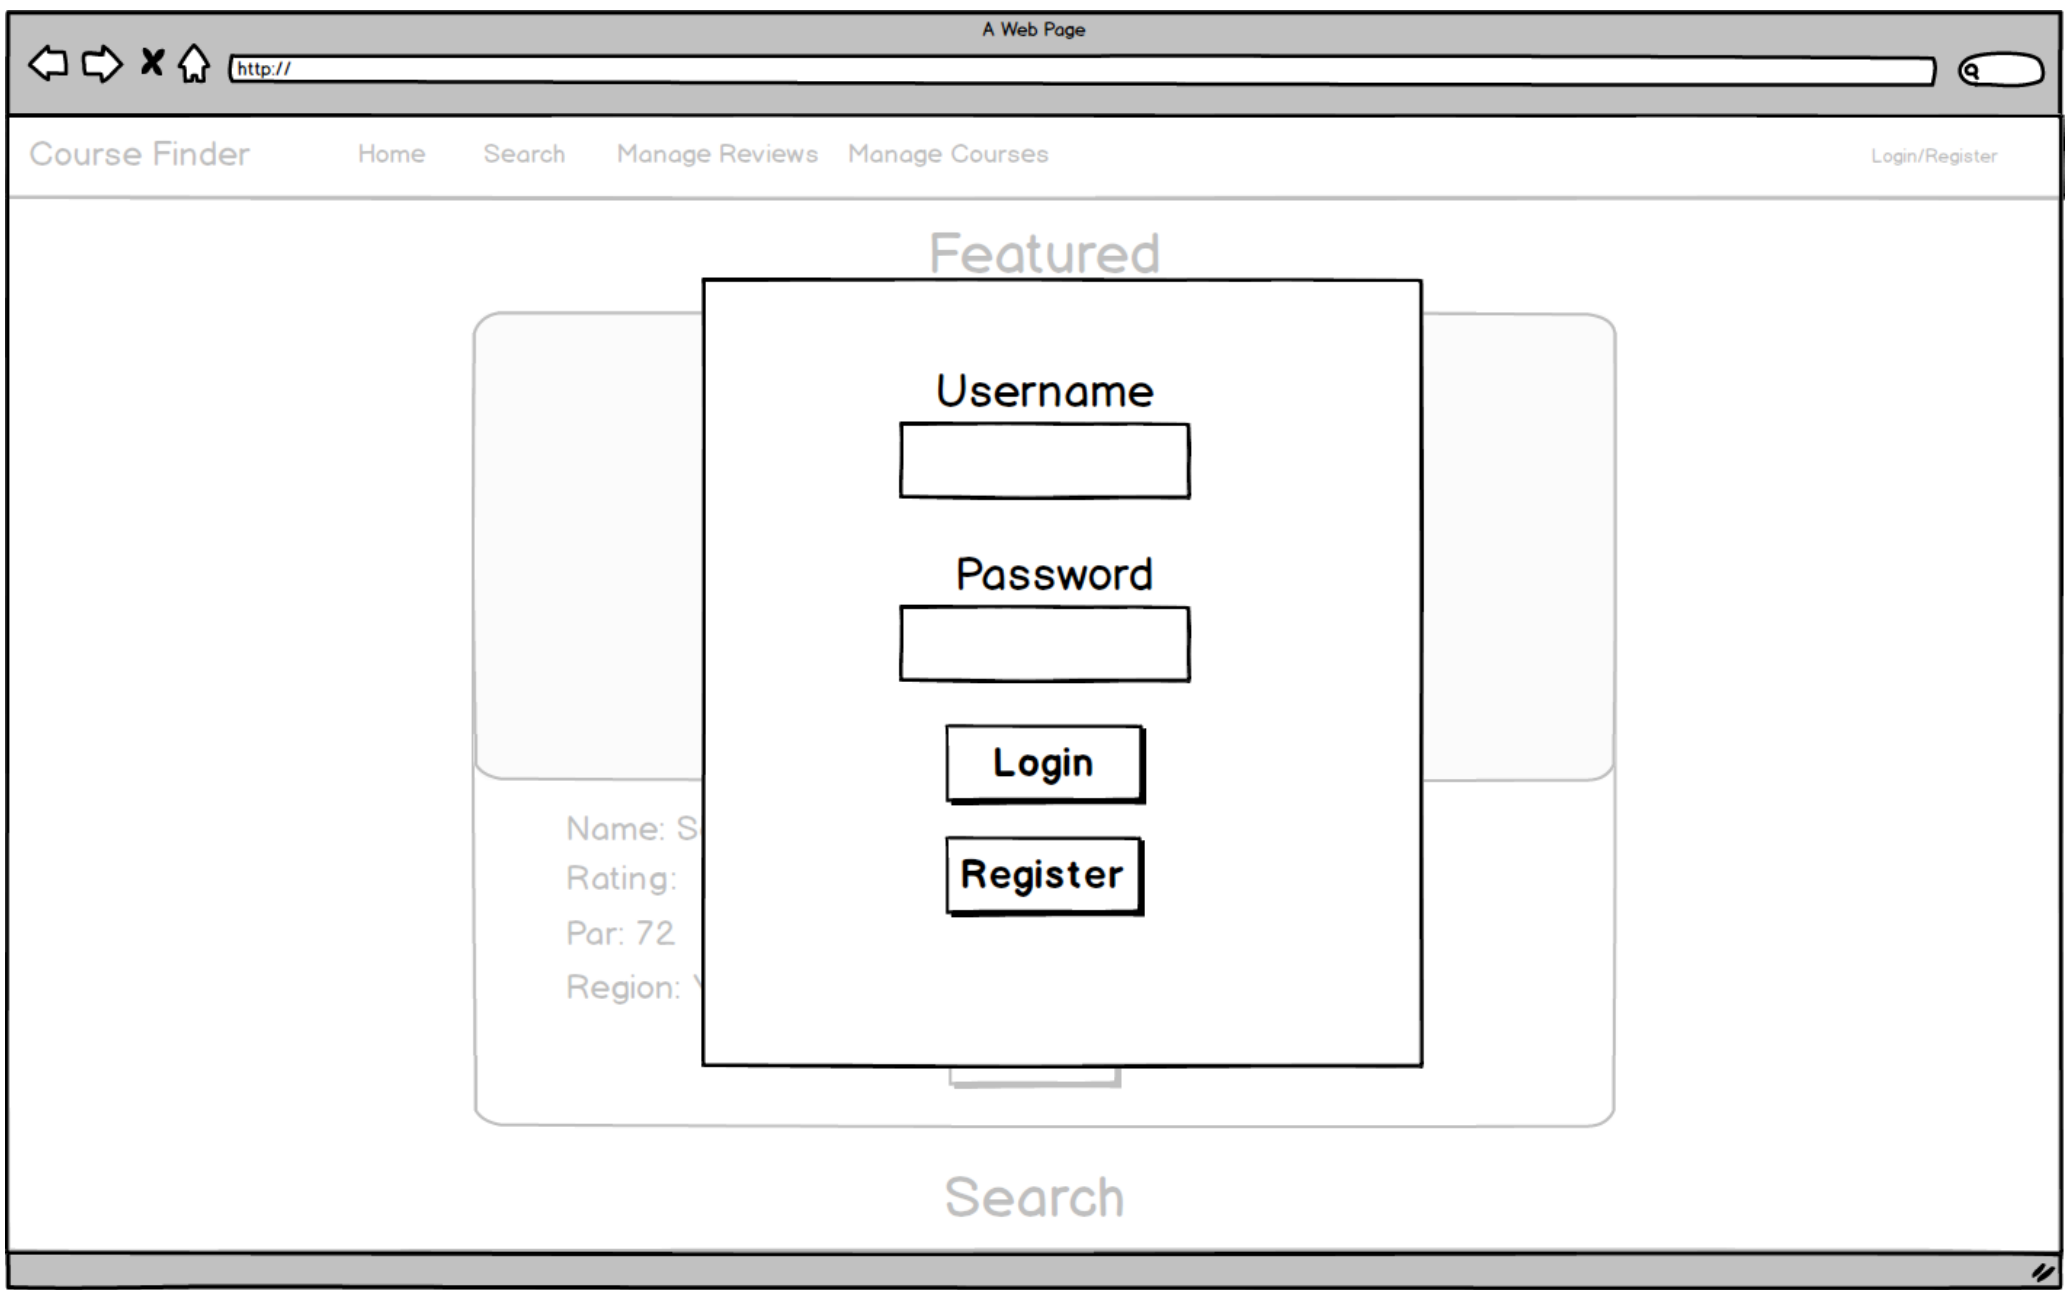 A Web Page
http://
Course Finder Home Search Manage Reviews Manage Courses Login/Register
Featured
Username
Password
Login
Register
Name:
Rating:
Par: 72
Region:
Search